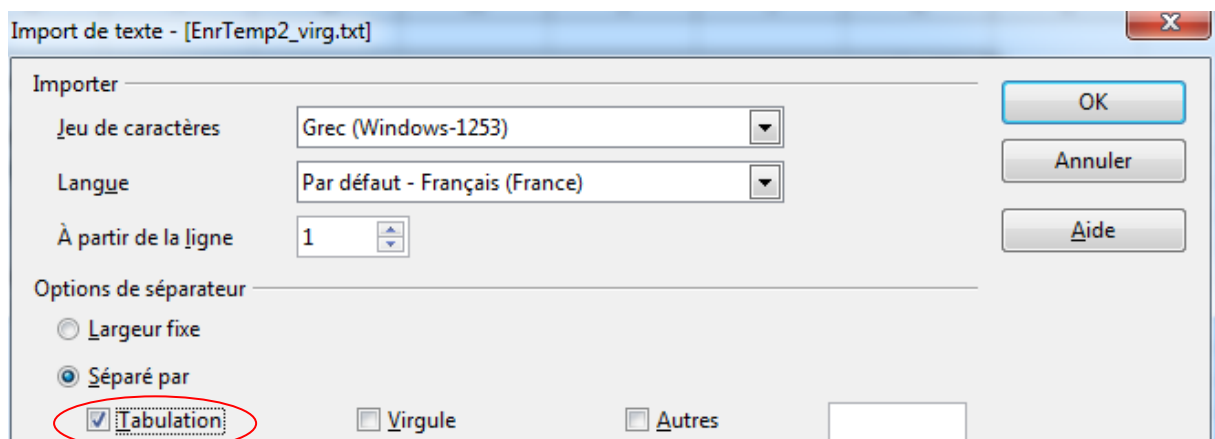 Import de texte - [EnrTemp2_virg.txt]
Importer
OK
Jeu de caractères Grec (Windows-1253)
Annuler
Langue Par défaut - Français (France)
À partir de la ligne 1
Aide
Options de séparateur
Largeur fixe
Séparé par
Tabulation Virgule Autres